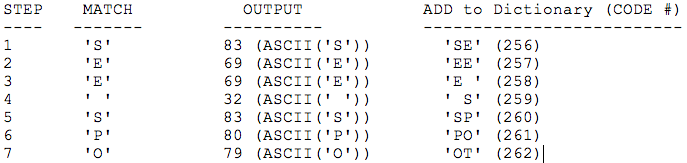 STEP MATCH OUTPUT ADD to Dictionary (CODE #)
---- ------- ----------- --------------------------
1 'S' 83 (ASCII('S')) 'SE' (256)
2 'E' 69 (ASCII('E')) 'EE' (257)
3 'E' 69 (ASCII('E')) 'E ' (258)
4 ' ' 32 (ASCII(' ')) ' S' (259)
5 'S' 83 (ASCII('S')) 'SP' (260)
6 'P' 80 (ASCII('P')) 'PO' (261)
7 'O' 79 (ASCII('O')) 'OT' (262)